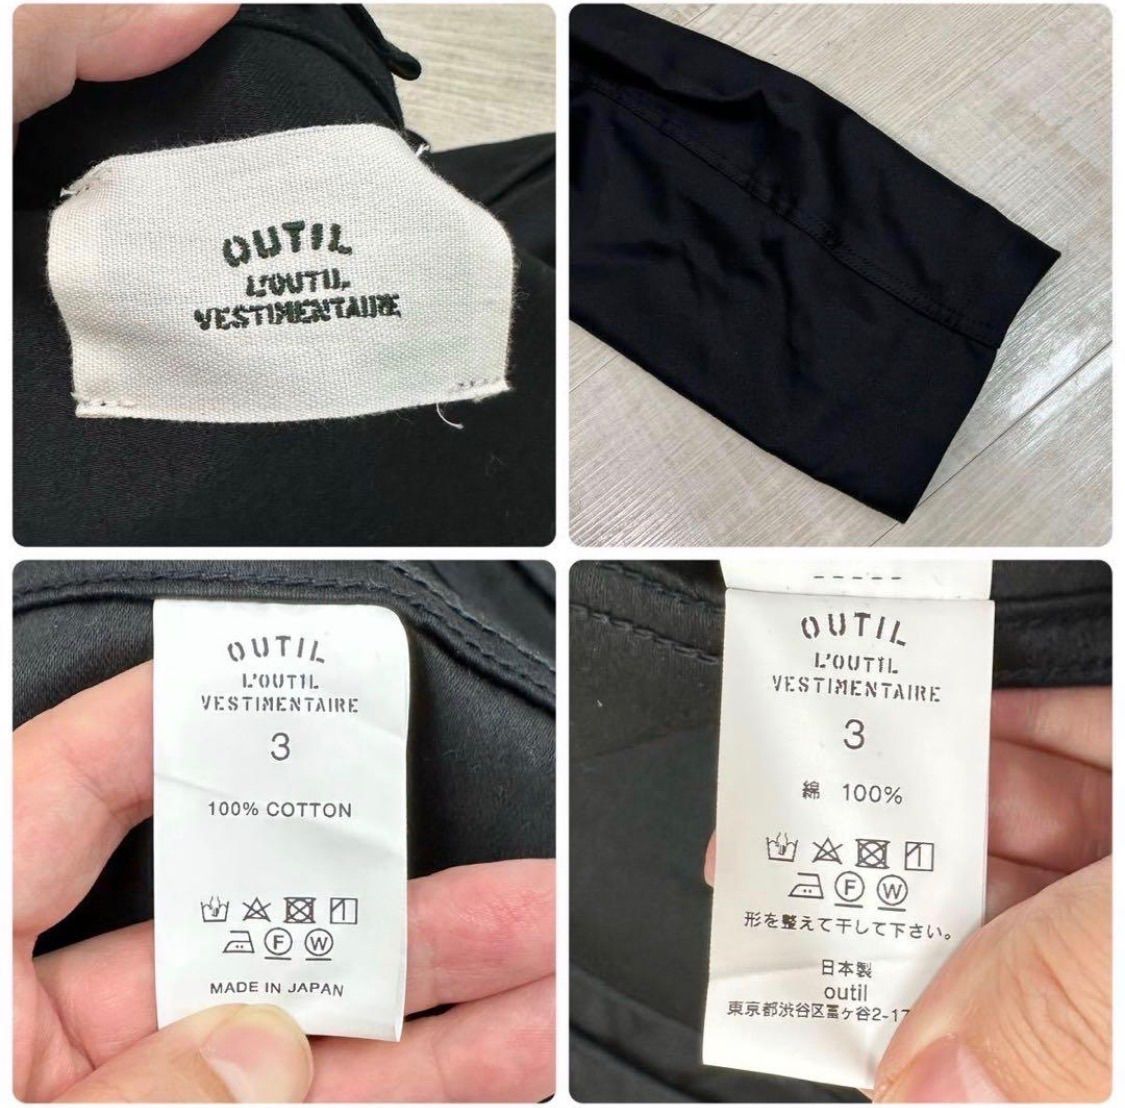 OUTIL
L'OUTIL
VESTIMENTAIRE
OUTIL
L'OUTIL
VESTIMENTAIRE
3
100% COTTON
F W
MADE IN JAPAN
OUTIL
L'OUTIL
VESTIMENTAIRE
3
綿 100%
F W
形を整えて干して下さい。
日本製
outil
東京都渋谷区富ヶ谷2-17